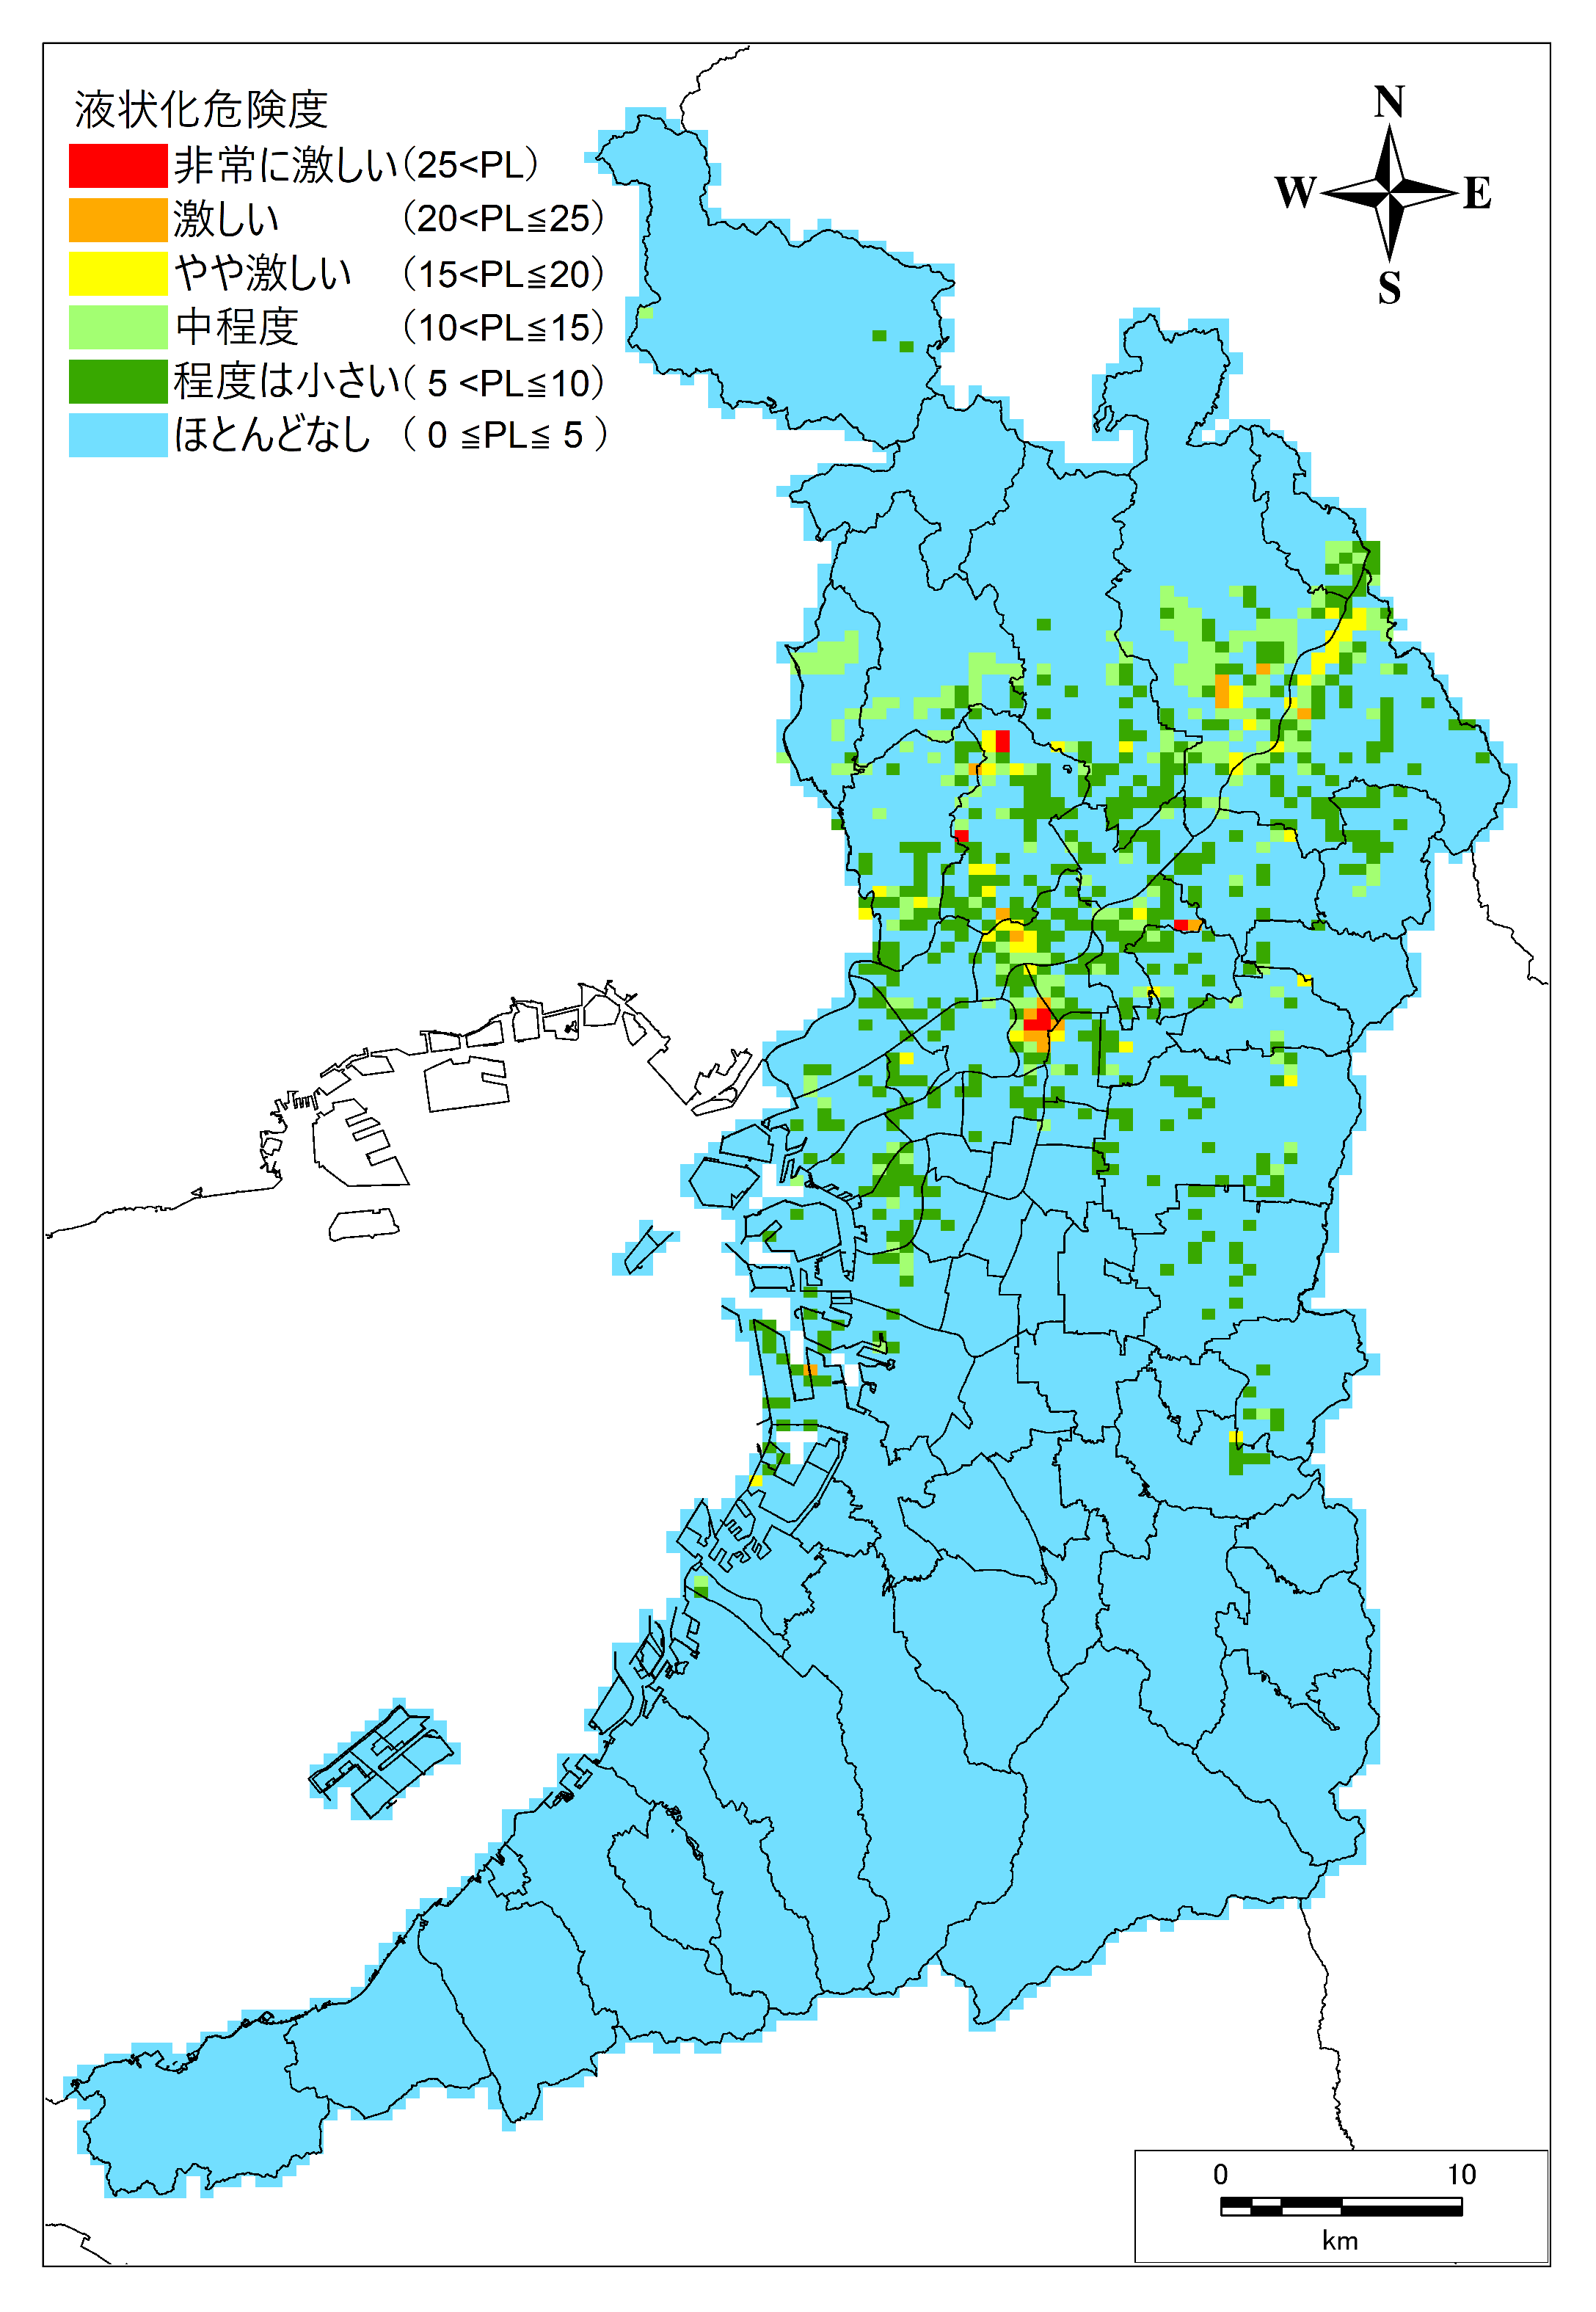 液状化危険度
非常に激しい（25<PL）
激しい （20<PL≦25）
やや激しい （15<PL≦20）
中程度 （10<PL≦15）
程度は小さい（ 5 <PL≦10）
ほとんどなし （ 0 ≦PL≦ 5 ）
N
W E
S
0 10
km